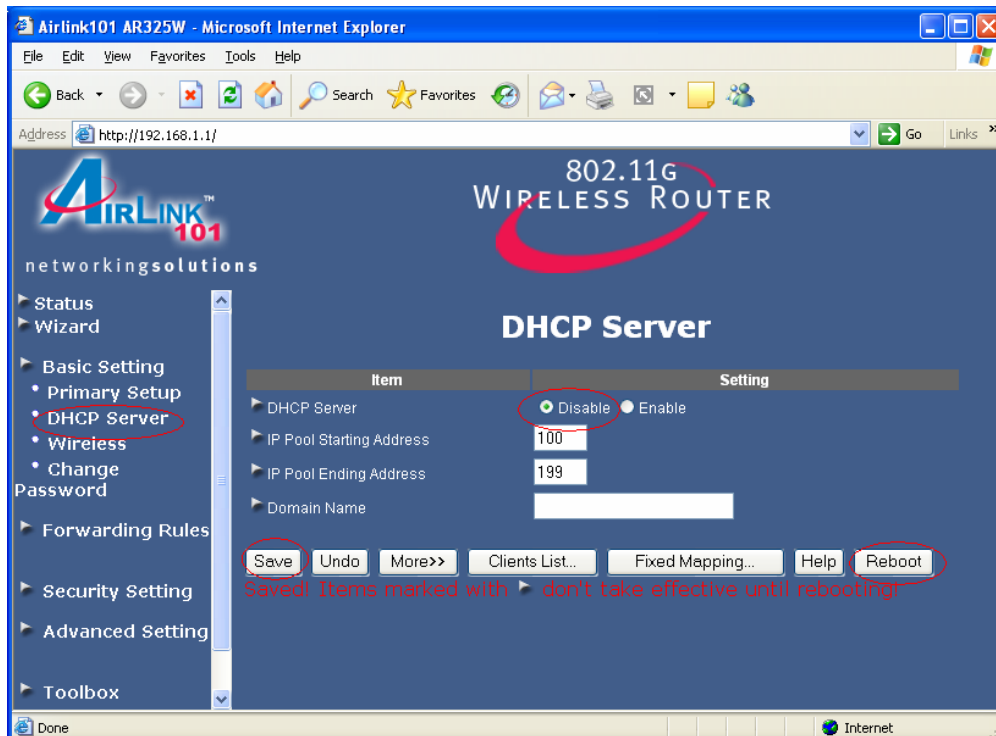 Airlink101 AR325W - Microsoft Internet Explorer
File Edit View Favorites Tools Help
Back Search Favorites
Address http://192.168.1.1/ Go Links »
AIRLINK™
101
networkingsolutions
802.11G
WIRELESS ROUTER
Status
Wizard
Basic Setting
Primary Setup
DHCP Server
Wireless
Change
Password
Forwarding Rules
Security Setting
Advanced Setting
Toolbox
DHCP Server
Item Setting
DHCP Server Disable Enable
IP Pool Starting Address 100
IP Pool Ending Address 199
Domain Name
Save Undo More>> Clients List... Fixed Mapping... Help Reboot
Saved! Items marked with don't take effective until rebooting!
Done Internet